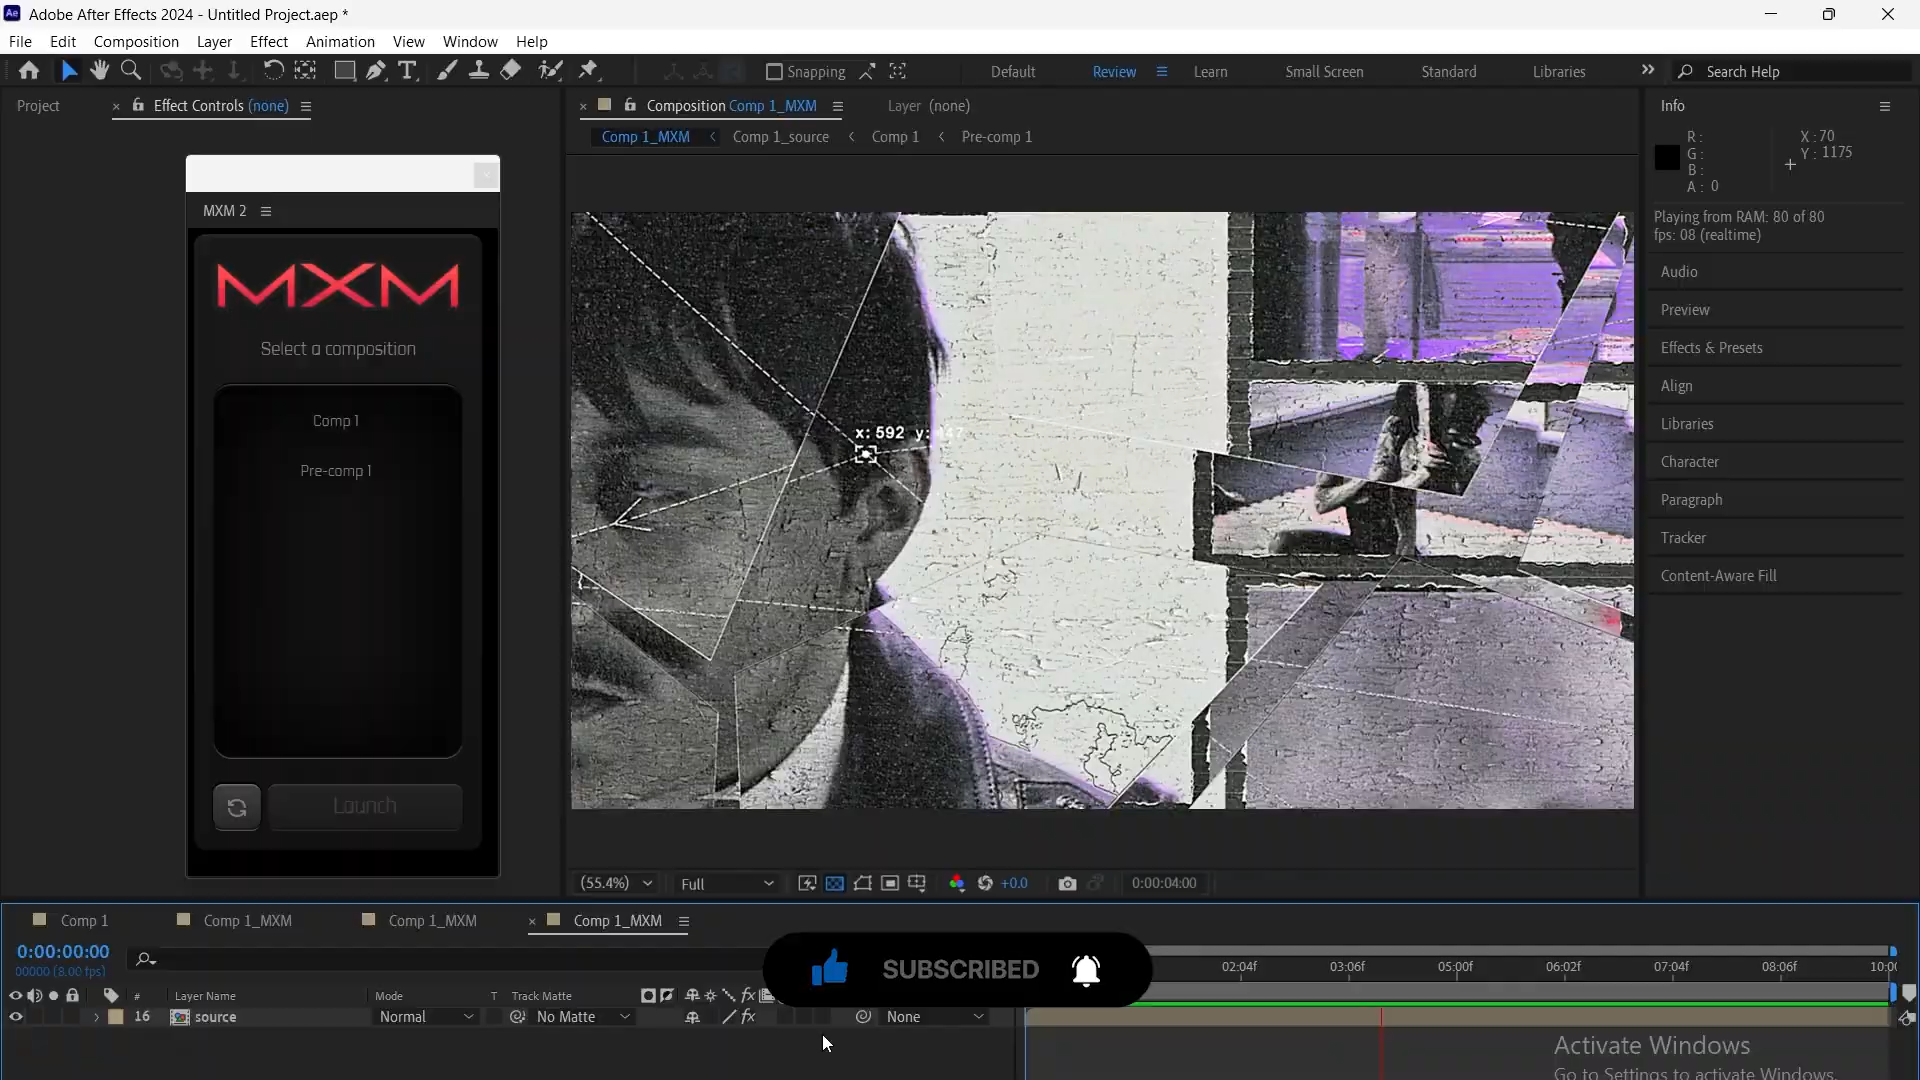 Ae Adobe After Effects 2024 - Untitled Project.aep *
File Edit Composition Layer Effect Animation View Window Help
Snapping Default Review Learn Small Screen Standard Libraries Search Help
Project Effect Controls (none)
Composition Comp 1_MXM Layer (none)
Comp 1_MXM Comp 1_source Comp 1 Pre-comp 1
MXM 2
MXM
Select a composition
Comp 1
Pre-comp 1
Launch
x: 592 y:
(55.4%) Full +0.0 0:00:04:00
Info
R: X : 70
G: Y : 1175
B:
A : 0
Playing from RAM: 80 of 80
fps: 08 (realtime)
Audio
Preview
Effects & Presets
Align
Libraries
Character
Paragraph
Tracker
Content-Aware Fill
Comp 1 Comp 1_MXM Comp 1_MXM Comp 1_MXM
0:00:00:00
00000 (8.00 fps)
SUBSCRIBED
02:04f 03:06f 05:00f 06:02f 07:04f 08:06f 10:0
# Layer Name Mode T Track Matte fx
16 source Normal No Matte fx None
Activate Windows
Go to Settings to activate Windows.